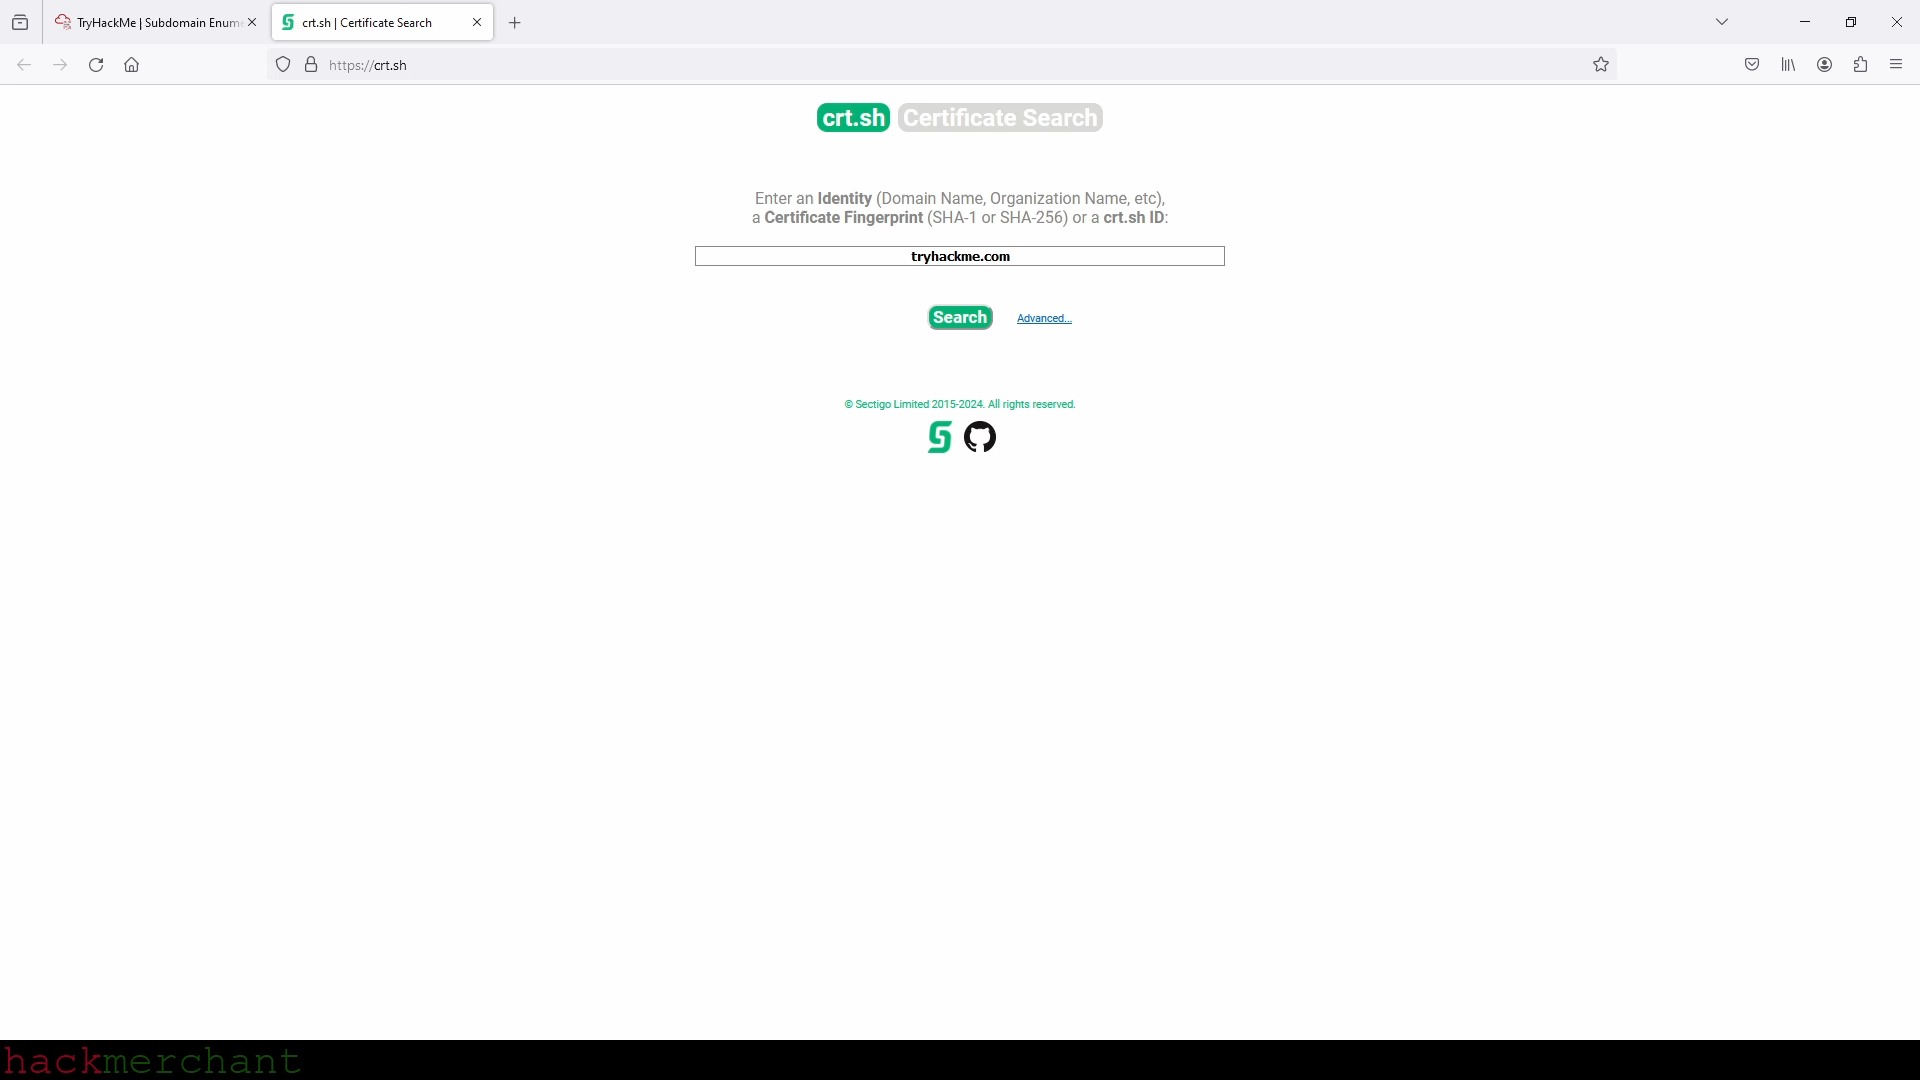 TryHackMe | Subdomain Enum
crt.sh | Certificate Search
https://crt.sh
crt.sh Certificate Search
Enter an Identity (Domain Name, Organization Name, etc),
a Certificate Fingerprint (SHA-1 or SHA-256) or a crt.sh ID:
tryhackme.com
Search Advanced...
© Sectigo Limited 2015-2024. All rights reserved.
hackmerchant